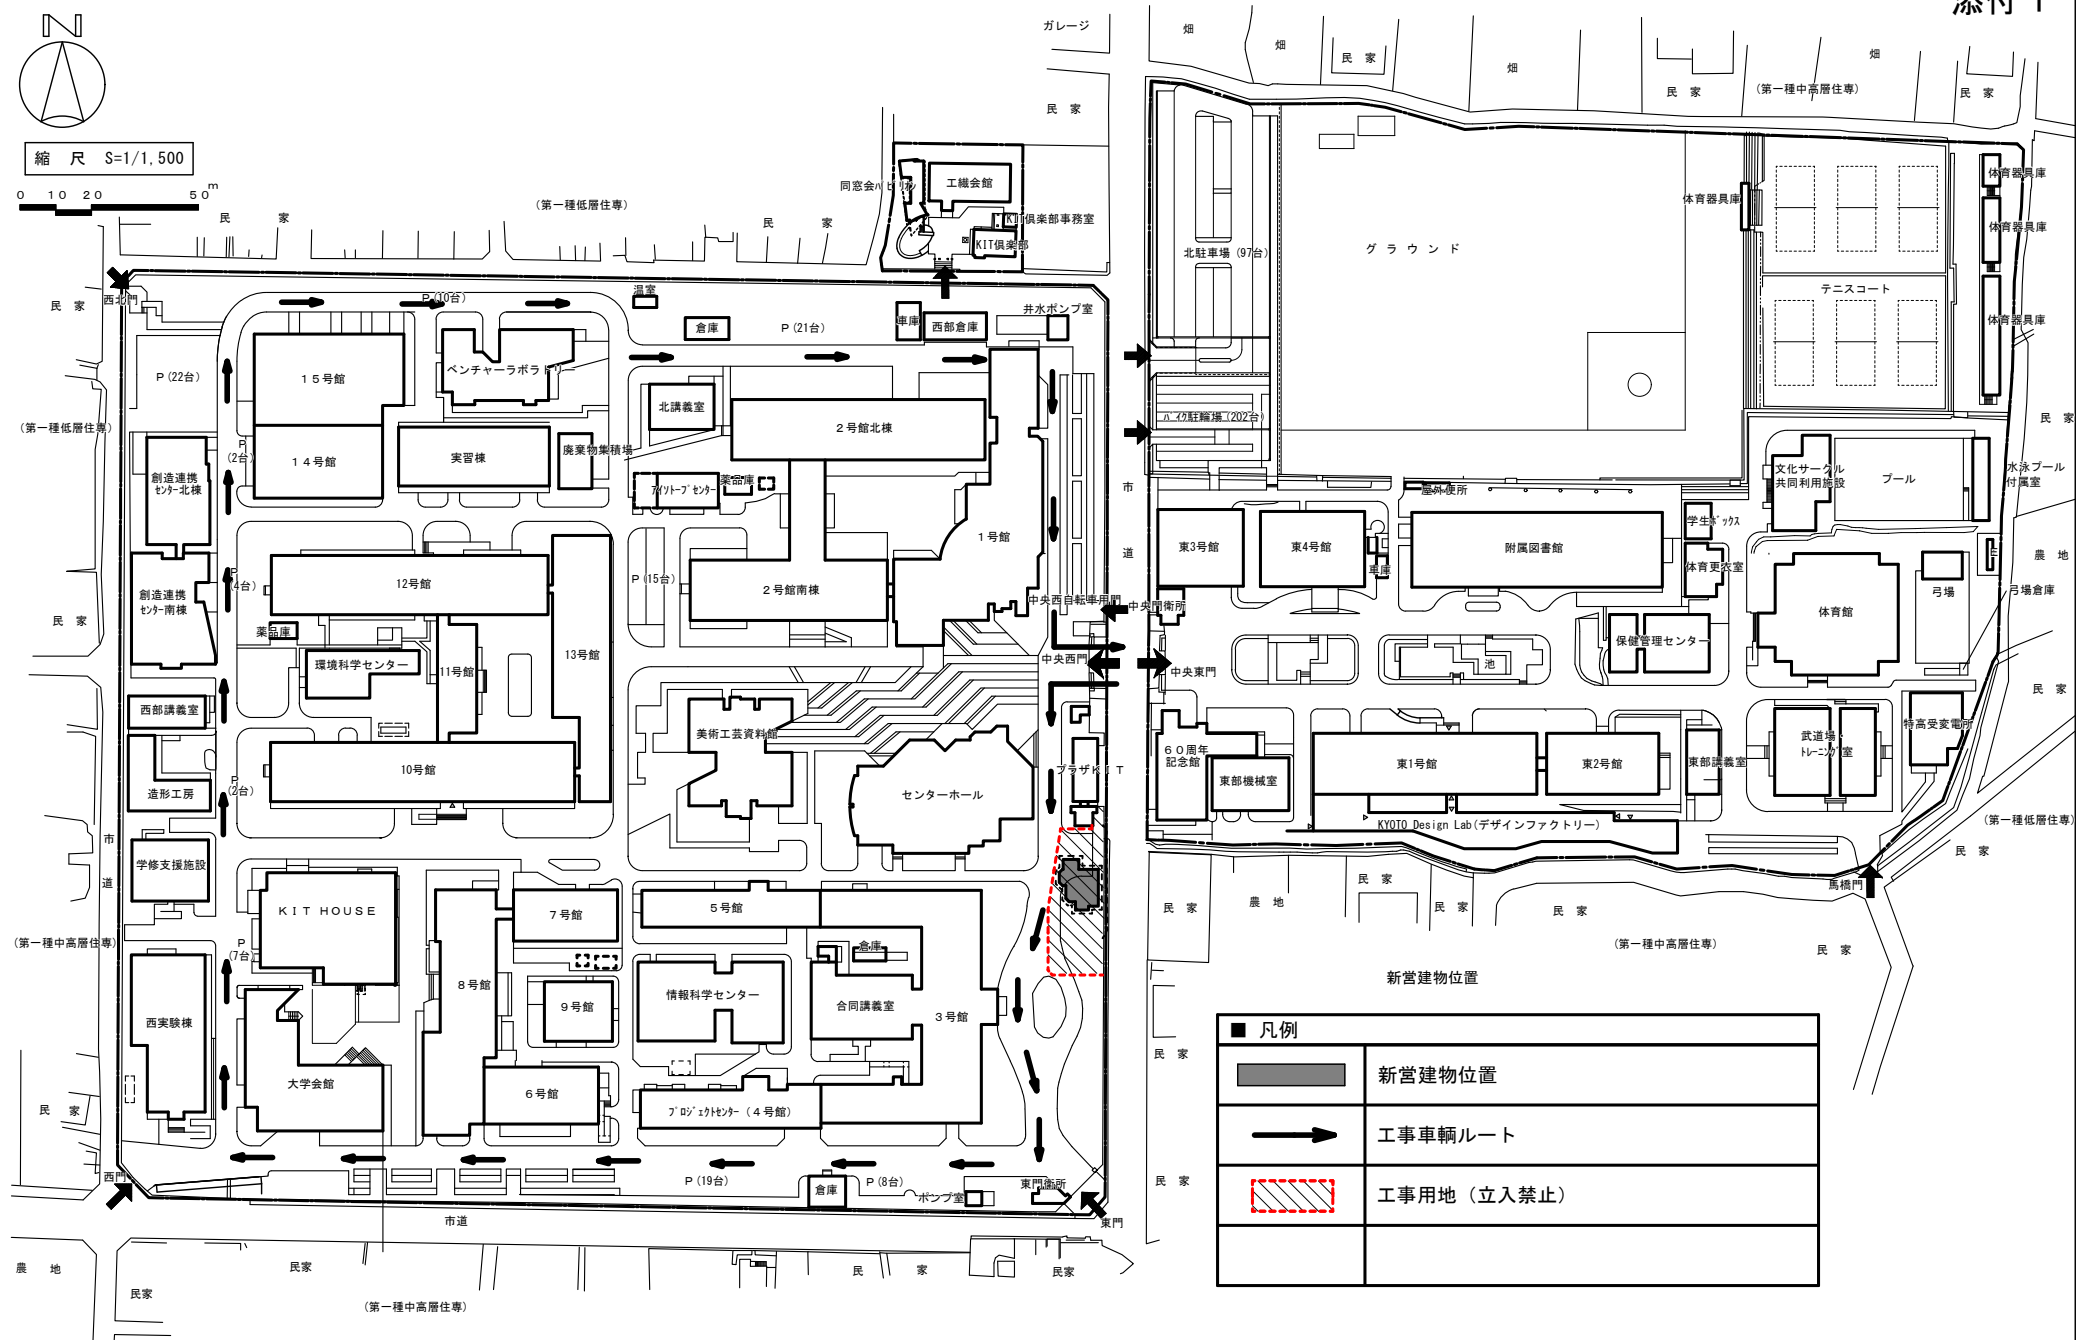 添付 1
N
縮 尺 S=1/1,500
0 10 20 50 m
ガレージ
畑
畑
民 家
畑
民 家
(第一種中高層住専)
畑
民 家
民 家
同窓会パビリオン
工繊会館
KIT倶楽部事務室
KIT倶楽部
民 家
(第一種低層住専)
民 家
北駐車場(97台)
グラウンド
体育器具庫
体育器具庫
体育器具庫
テニスコート
体育器具庫
西北門
民 家
P(10台)
温室
倉庫
P(21台)
車庫
西部倉庫
井水ポンプ室
P(22台)
15号館
ベンチャーラボラトリー
北講義室
2号館北棟
バイク駐輪場(202台)
(第一種低層住専)
民 家
P
(2台)
14号館
実習棟
廃棄物集積場
アイソトープセンター
薬品庫
創造連携
センター北棟
文化サークル
共同利用施設
プール
水泳プール
付属室
市
道
屋外便所
学生ボックス
1号館
東3号館
東4号館
車庫
附属図書館
体育更衣室
農 地
12号館
P
(4台)
P(15台)
2号館南棟
創造連携
センター南棟
中央西自転車用門
中央門衛所
体育館
弓場
弓場倉庫
民 家
薬品庫
環境科学センター
11号館
13号館
中央西門
中央東門
池
保健管理センター
民 家
西部講義室
美術工芸資料館
60周年
記念館
プラザKIT
東部機械室
東1号館
東2号館
東部講義室
武道場・
トレーニング室
特高受変電所
10号館
P
(2台)
造形工房
センターホール
KYOTO Design Lab(デザインファクトリー)
(第一種低層住専)
市
道
学修支援施設
民 家
馬橋門
KIT HOUSE
7号館
5号館
民 家
農 地
民 家
民 家
民 家
(第一種中高層住専)
P
(7台)
倉庫
(第一種中高層住専)
民 家
8号館
9号館
情報科学センター
合同講義室
3号館
新営建物位置
西実験棟
■ 凡例
民 家
新営建物位置
大学会館
6号館
プロジェクトセンター(4号館)
工事車輌ルート
民 家
西門
P(19台)
倉庫
P(8台)
ポンプ室
東門衛所
民 家
工事用地(立入禁止)
市道
東門
農 地
民家
民家
民 家
民家
(第一種中高層住専)